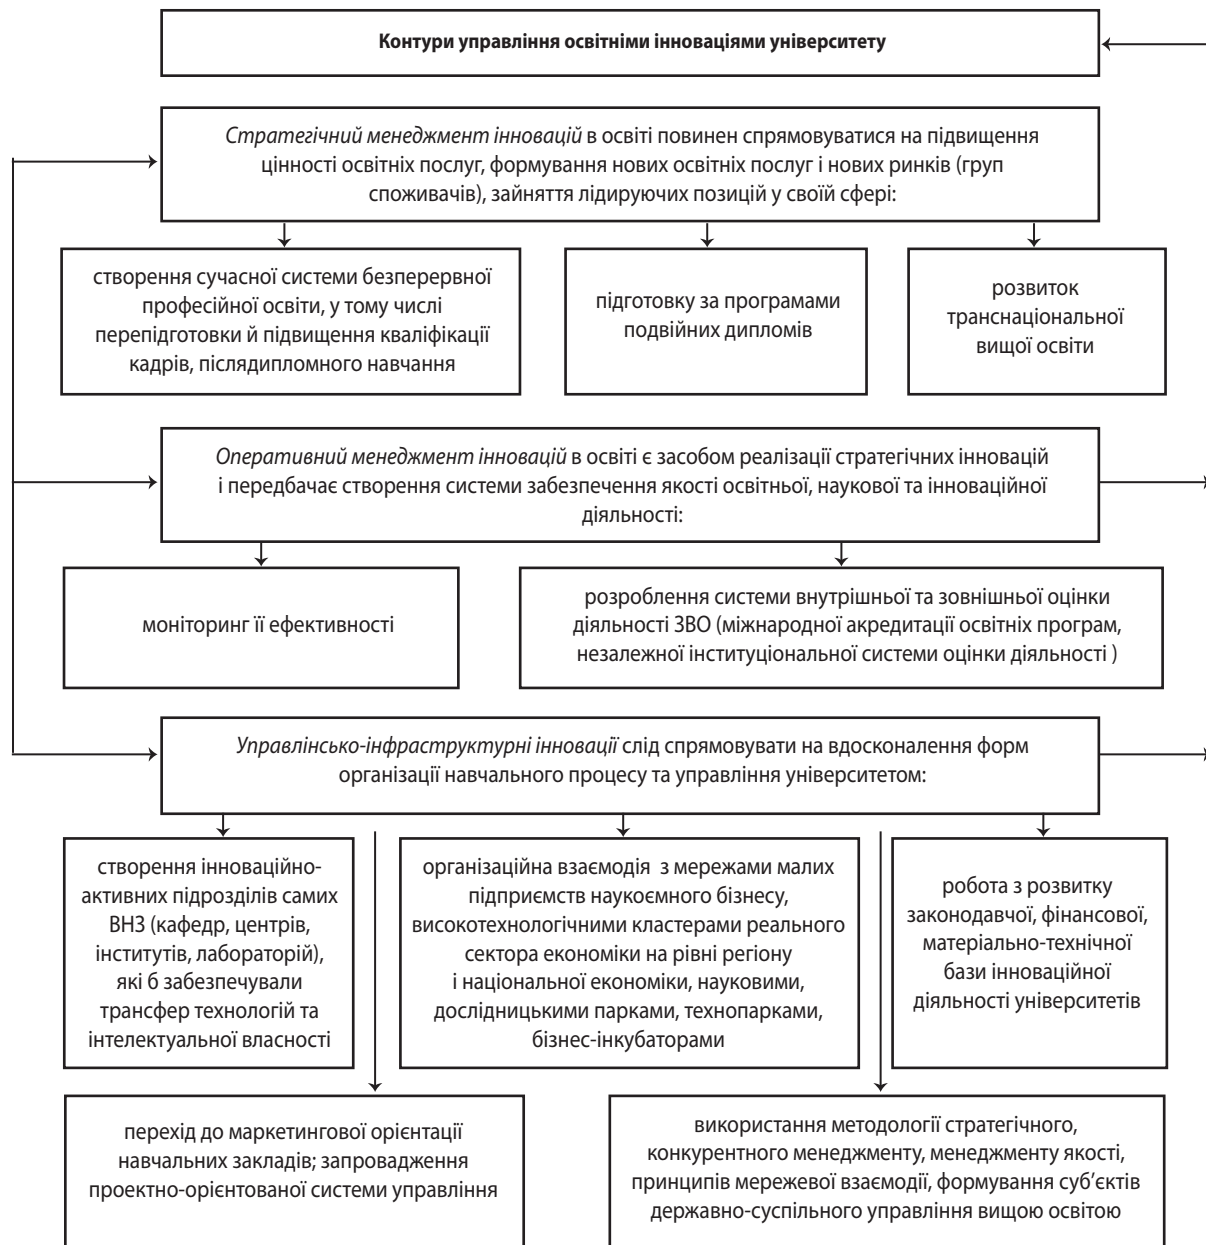 Контури управління освітніми інноваціями університету
Стратегічний менеджмент інновацій в освіті повинен спрямовуватися на підвищення
цінності освітніх послуг, формування нових освітніх послуг і нових ринків (груп
споживачів), зайняття лідируючих позицій у своїй сфері:
створення сучасної системи безперервної
професійної освіти, у тому числі
перепідготовки й підвищення кваліфікації
кадрів, післядипломного навчання
підготовку за програмами
подвійних дипломів
розвиток
транснаціональної
вищої освіти
Оперативний менеджмент інновацій в освіті є засобом реалізації стратегічних інновацій
і передбачає створення системи забезпечення якості освітньої, наукової та інноваційної
діяльності:
моніторинг її ефективності
розроблення системи внутрішньої та зовнішньої оцінки
діяльності ЗВО (міжнародної акредитації освітніх програм,
незалежної інституціональної системи оцінки діяльності )
Управлінсько-інфраструктурні інновації слід спрямовувати на вдосконалення форм
організації навчального процесу та управління університетом:
створення інноваційно-
активних підрозділів самих
ВНЗ (кафедр, центрів,
інститутів, лабораторій),
які б забезпечували
трансфер технологій та
інтелектуальної власності
організаційна взаємодія з мережами малих
підприємств наукоємного бізнесу,
високотехнологічними кластерами реального
сектора економіки на рівні регіону
і національної економіки, науковими,
дослідницькими парками, технопарками,
бізнес-інкубаторами
робота з розвитку
законодавчої, фінансової,
матеріально-технічної
бази інноваційної
діяльності університетів
перехід до маркетингової орієнтації
навчальних закладів; запровадження
проектно-орієнтованої системи управління
використання методології стратегічного,
конкурентного менеджменту, менеджменту якості,
принципів мережевої взаємодії, формування суб’єктів
державно-суспільного управління вищою освітою